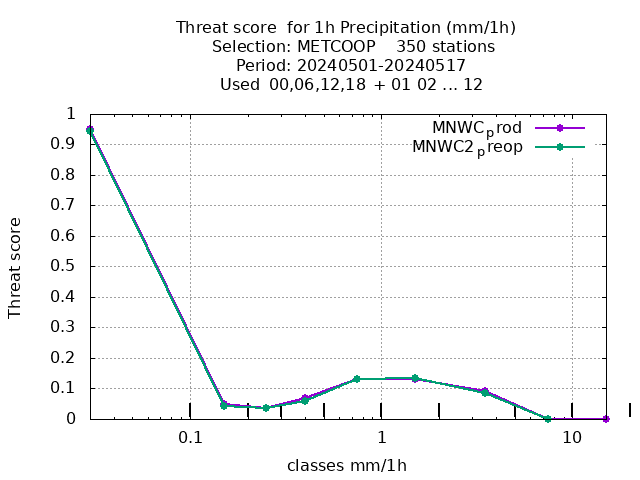 Threat score for 1h Precipitation (mm/1h)
Selection: METCOOP 350 stations
Period: 20240501-20240517
Used 00,06,12,18 + 01 02 ... 12
MNWCprod
MNWC2preop
1
0.9
0.8
0.7
0.6
0.5
0.4
0.3
0.2
0.1
0
Threat score
0.1 1 10
classes mm/1h